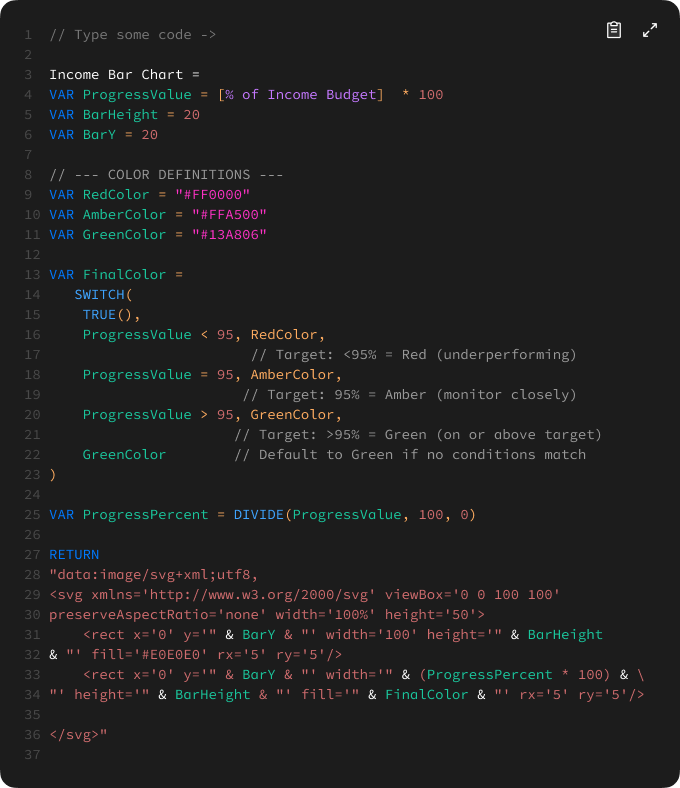 1 // Type some code ->
2
3 Income Bar Chart =
4 VAR ProgressValue = [% of Income Budget]  * 100
5 VAR BarHeight = 20
6 VAR BarY = 20
7
8 // --- COLOR DEFINITIONS ---
9 VAR RedColor = "#FF0000"
10 VAR AmberColor = "#FFA500"
11 VAR GreenColor = "#13A806"
12
13 VAR FinalColor =
14    SWITCH(
15     TRUE(),
16     ProgressValue < 95, RedColor,
17                         // Target: <95% = Red (underperforming)
18     ProgressValue = 95, AmberColor,
19                        // Target: 95% = Amber (monitor closely)
20     ProgressValue > 95, GreenColor,
21                       // Target: >95% = Green (on or above target)
22     GreenColor        // Default to Green if no conditions match
23 )
24
25 VAR ProgressPercent = DIVIDE(ProgressValue, 100, 0)
26
27 RETURN
28 "data:image/svg+xml;utf8,
29 <svg xmlns='http://www.w3.org/2000/svg' viewBox='0 0 100 100'
30 preserveAspectRatio='none' width='100%' height='50'>
31     <rect x='0' y='" & BarY & "' width='100' height='" & BarHeight
32 & "' fill='#E0E0E0' rx='5' ry='5'/>
33     <rect x='0' y='" & BarY & "' width='" & (ProgressPercent * 100) & \
34 "' height='" & BarHeight & "' fill='" & FinalColor & "' rx='5' ry='5'/>
35
36 </svg>"
37